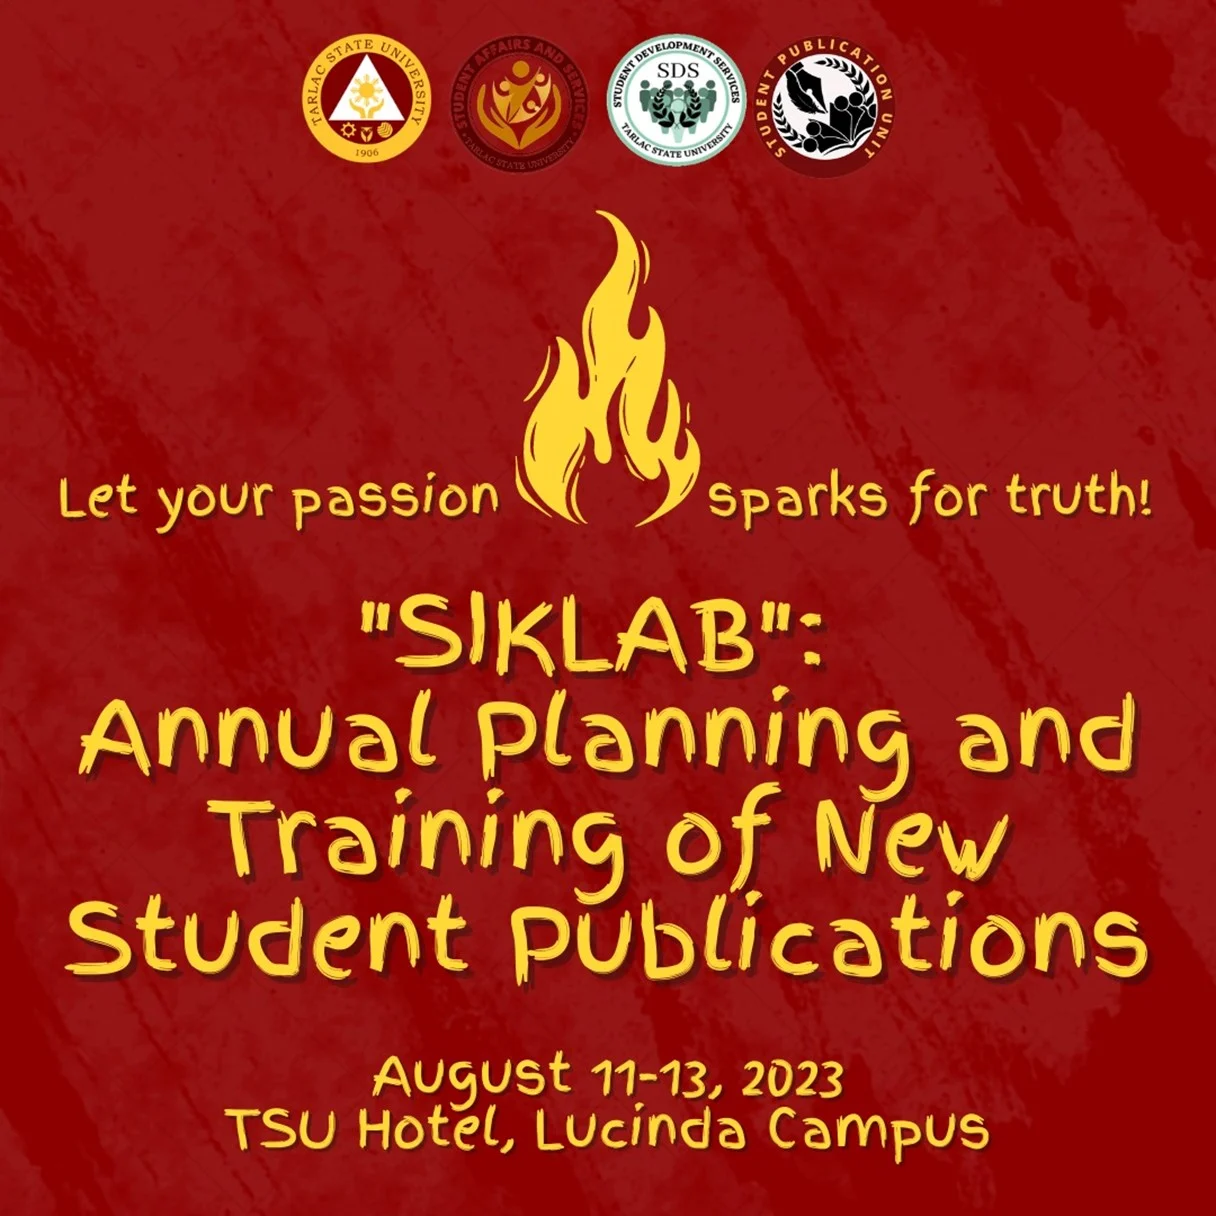 TARLAC STATE UNIVERSITY
1906
STUDENT AFFAIRS AND SERVICES
TARLAC STATE UNIVERSITY
STUDENT DEVELOPMENT SERVICES
SDS
TARLAC STATE UNIVERSITY
STUDENT PUBLICATION UNIT
Let your passion sparks for truth!
"SIKLAB":
Annual Planning and
Training of New
Student Publications
August 11-13, 2023
TSU Hotel, Lucinda Campus